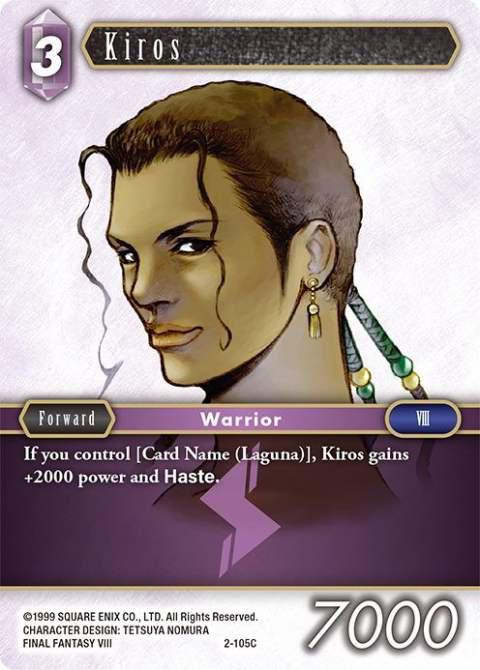 3
Kiros
Forward
Warrior
VIII
If you control [Card Name (Laguna)], Kiros gains
+2000 power and Haste.
©1999 SQUARE ENIX CO., LTD. All Rights Reserved.
CHARACTER DESIGN: TETSUYA NOMURA
FINAL FANTASY VIII
2-105C
7000